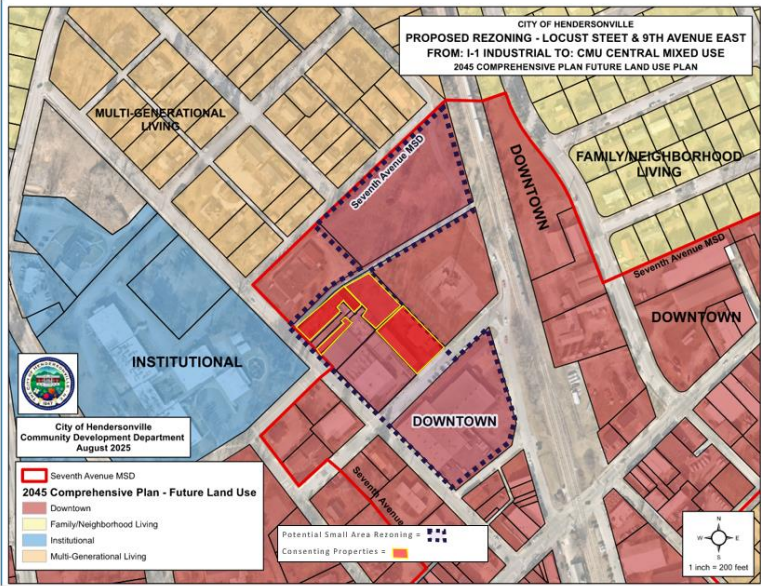 CITY OF HENDERSONVILLE
PROPOSED REZONING - LOCUST STEET & 9TH AVENUE EAST
FROM: I-1 INDUSTRIAL TO: CMU CENTRAL MIXED USE
2045 COMPREHENSIVE PLAN FUTURE LAND USE PLAN
MULTI-GENERATIONAL
LIVING
Seventh Avenue MSD
DOWNTOWN
FAMILY/NEIGHBORHOOD
LIVING
Seventh Avenue MSD
DOWNTOWN
INSTITUTIONAL
DOWNTOWN
Seventh Avenue
City of Hendersonville
Community Development Department
August 2025
Seventh Avenue MSD
2045 Comprehensive Plan - Future Land Use
Downtown
Family/Neighborhood Living
Institutional
Multi-Generational Living
Potential Small Area Rezoning =
Consenting Properties =
N
W
E
S
1 inch = 200 feet